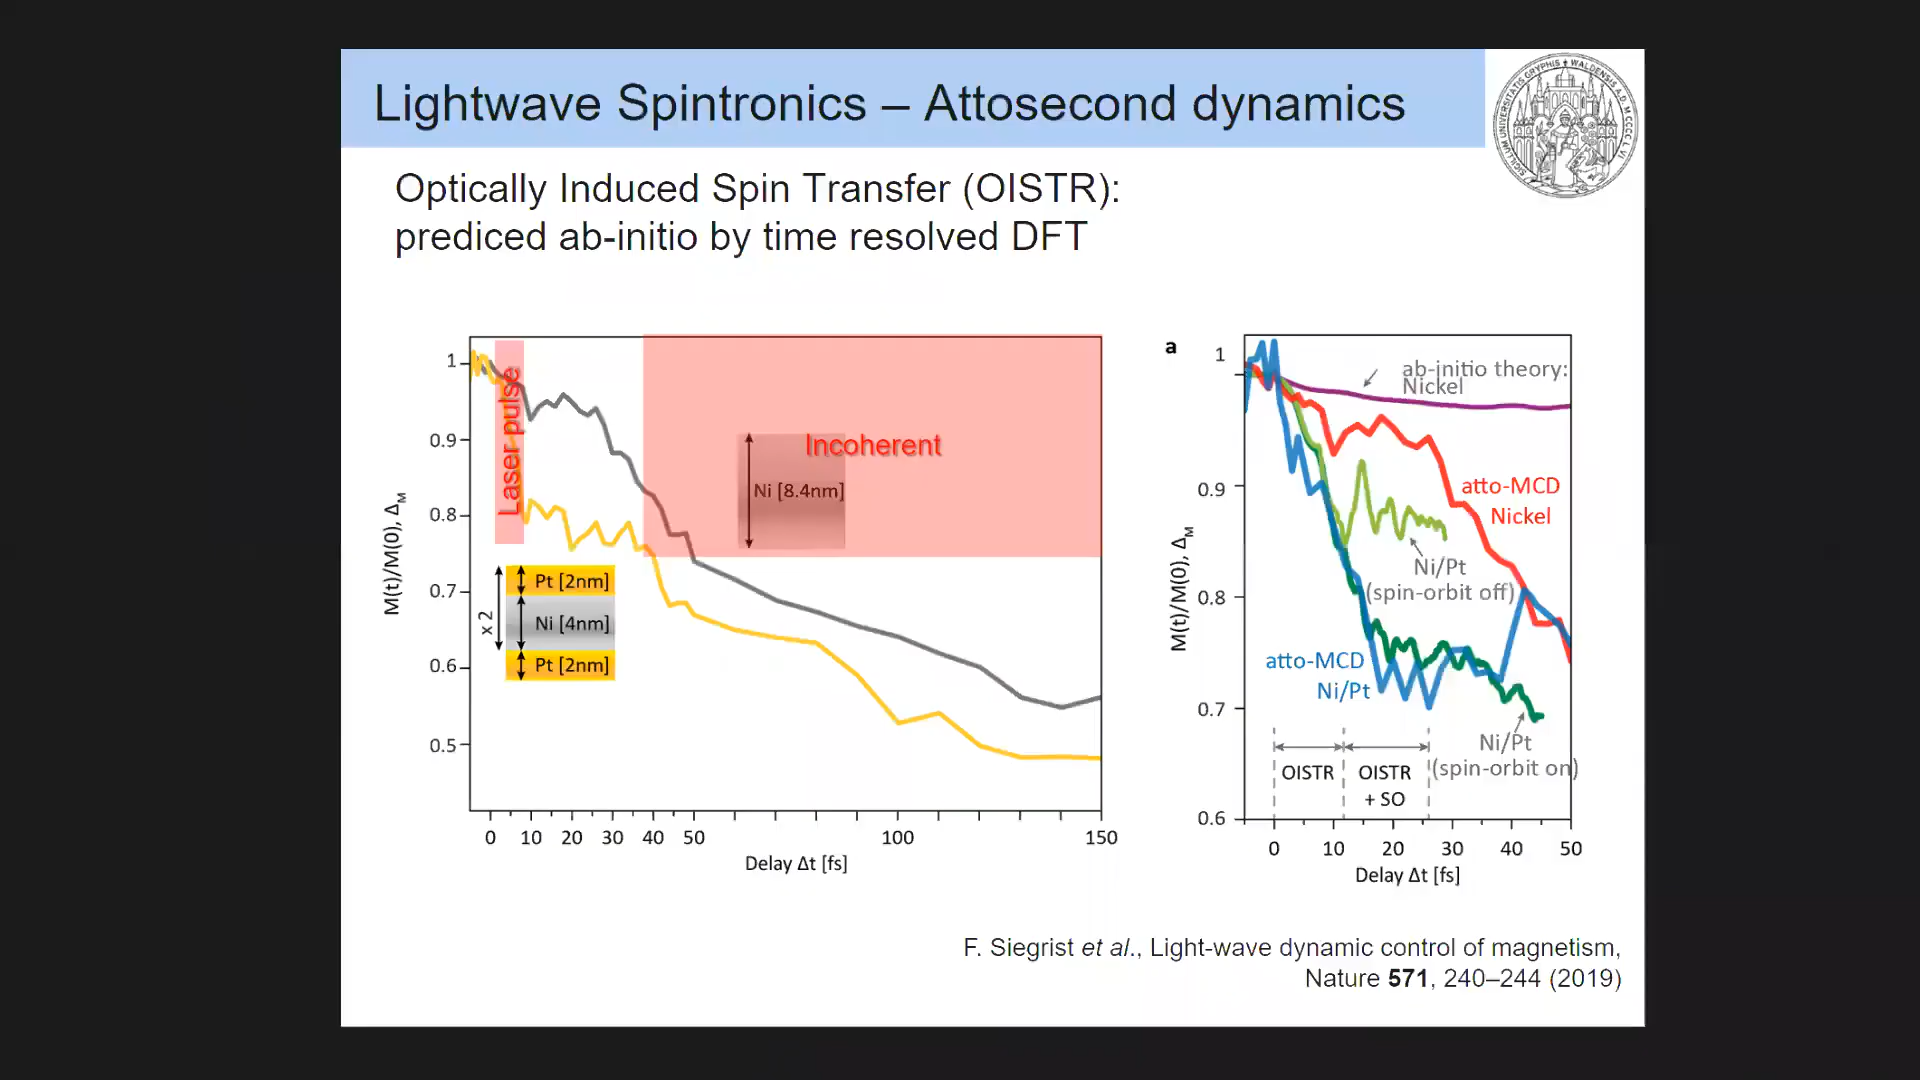 Lightwave Spintronics – Attosecond dynamics
Optically Induced Spin Transfer (OISTR):
prediced ab-initio by time resolved DFT
M(t)/M(0), ΔM
1
0.9
0.8
0.7
0.6
0.5
Laser pulse
Incoherent
Ni [8.4nm]
x 2
Pt [2nm]
Ni [4nm]
Pt [2nm]
0 10 20 30 40 50 100 150
Delay Δt [fs]
a
M(t)/M(0), ΔM
1
0.9
0.8
0.7
0.6
ab-initio theory:
Nickel
atto-MCD
Nickel
Ni/Pt
(spin-orbit off)
atto-MCD
Ni/Pt
Ni/Pt
(spin-orbit on)
OISTR
OISTR
+ SO
0 10 20 30 40 50
Delay Δt [fs]
F. Siegrist et al., Light-wave dynamic control of magnetism,
Nature 571, 240–244 (2019)